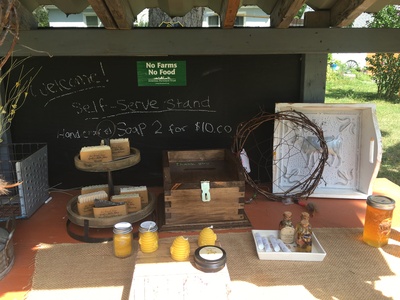 No Farms
No Food
Welcome!
Self-Serve Stand
Handcrafted Soap 2 for $10.00